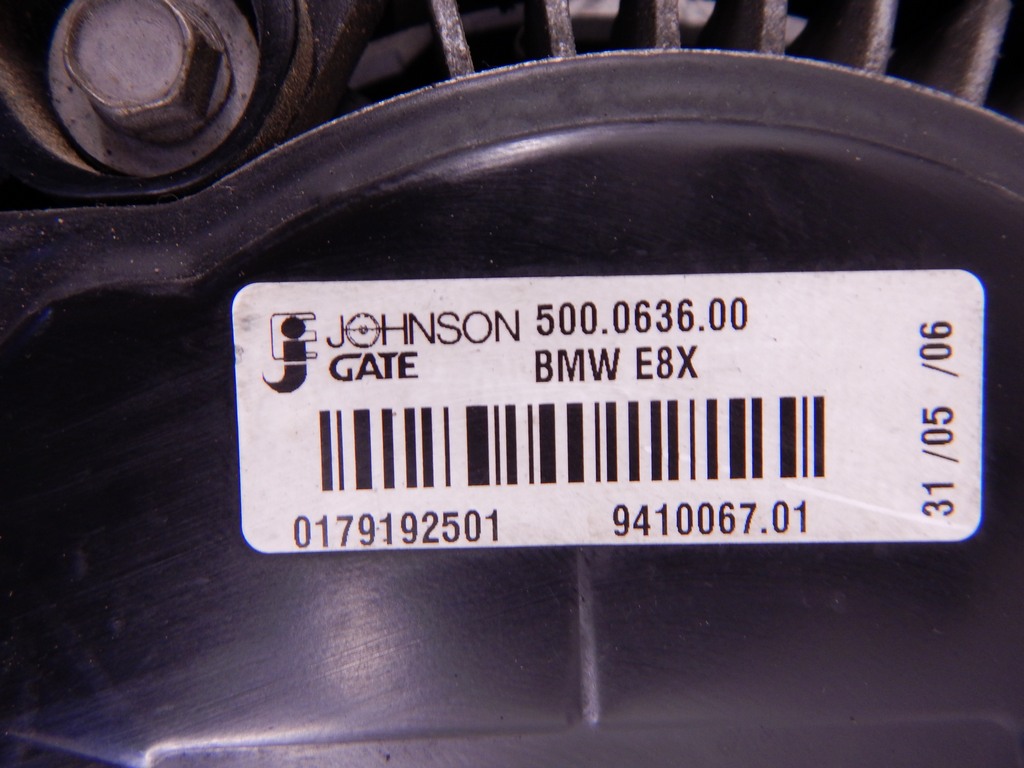 JOHNSON 500.0636.00
GATE BMW E8X
0179192501 9410067.01
31 /05 /06